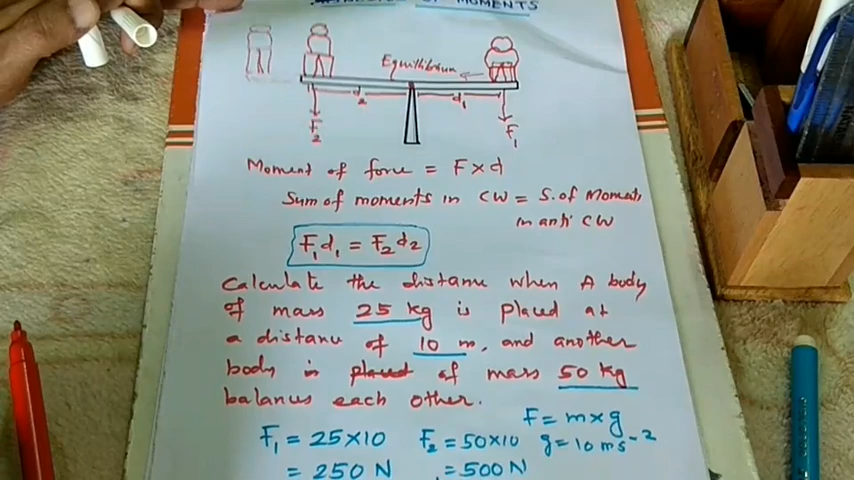 OF MOMENTS
Equilibrium
d2 d1
F2 F1
Moment of force = F x d
Sum of moments in CW = S. of Moments
in anti CW
F1d1 = F2d2
Calculate the distance when A body
of mass 25 kg is placed at
a distance of 10 m, and another
body is placed of mass 50 kg
balances each other.
F = m x g
F1 = 25 x 10 F2 = 50 x 10 g = 10 ms-2
= 250 N = 500 N